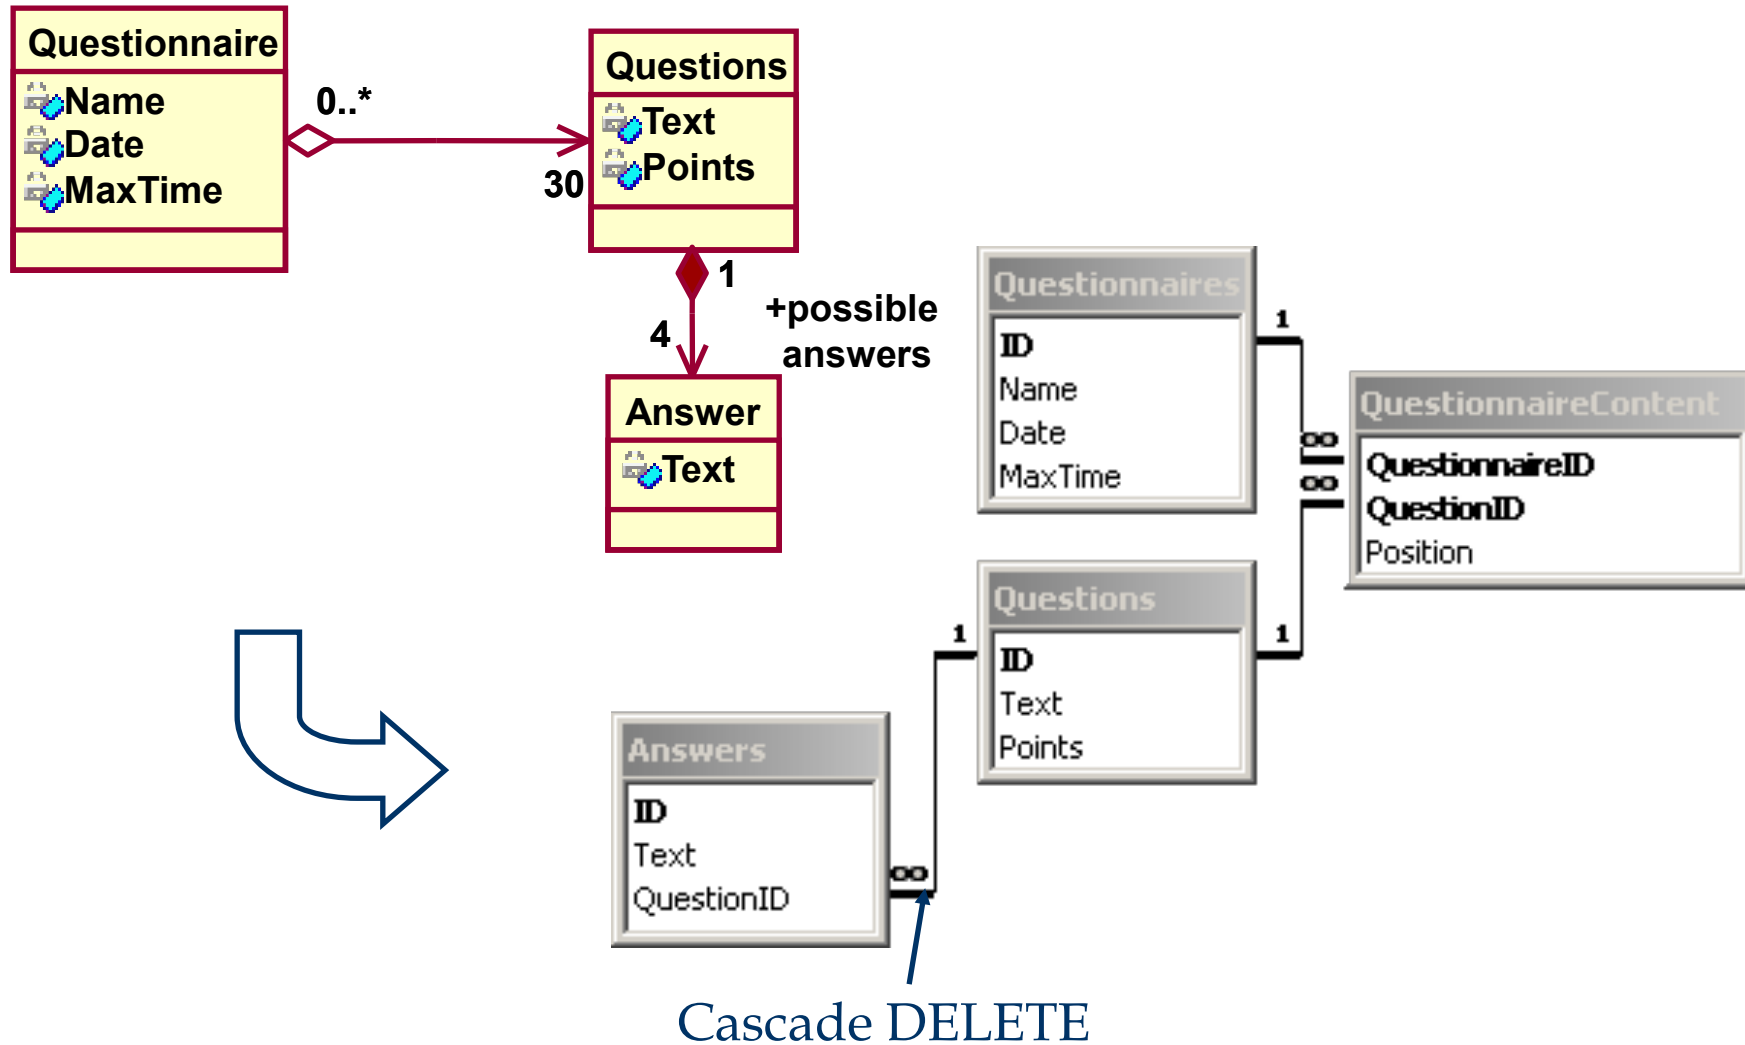 Questionnaire
Name
Date
MaxTime
0..*
30
Questions
Text
Points
1
+possible
answers
4
Answer
Text
Questionnaires
ID
Name
Date
MaxTime
1
∞
∞
QuestionnaireContent
QuestionnaireID
QuestionID
Position
Questions
ID
Text
Points
1
1
Answers
ID
Text
QuestionID
∞
Cascade DELETE